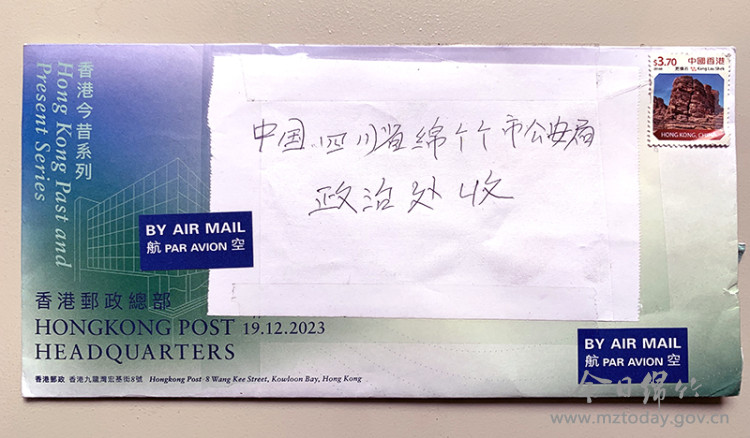 香港今昔系列
Hong Kong Past and
Present Series
$3.70 中國香港
HONG KONG, CHINA
中国.四川省绵竹市公安局
政治处收
BY AIR MAIL
航 PAR AVION 空
香港郵政總部
HONGKONG POST 19.12.2023
HEADQUARTERS
香港郵政 香港九龍灣宏基街8號 Hongkong Post 8 Wang Kee Street, Kowloon Bay, Hong Kong
BY AIR MAIL
航 PAR AVION 空
今日绵竹
www.mztoday.gov.cn